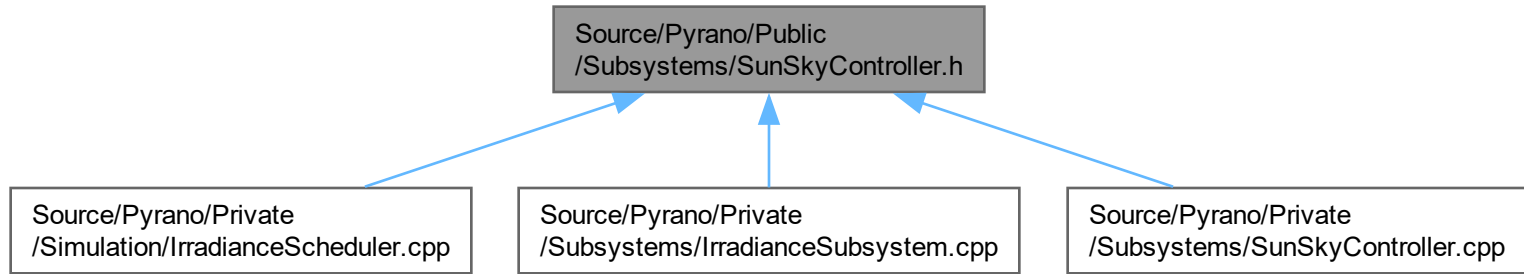 Source/Pyrano/Public
/Subsystems/SunSkyController.h
Source/Pyrano/Private
/Simulation/IrradianceScheduler.cpp
Source/Pyrano/Private
/Subsystems/IrradianceSubsystem.cpp
Source/Pyrano/Private
/Subsystems/SunSkyController.cpp